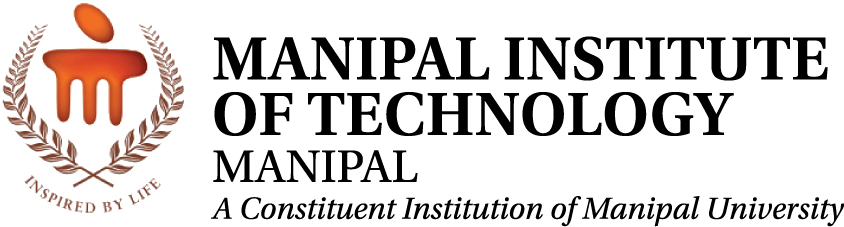 INSPIRED BY LIFE
MANIPAL INSTITUTE
OF TECHNOLOGY
MANIPAL
A Constituent Institution of Manipal University